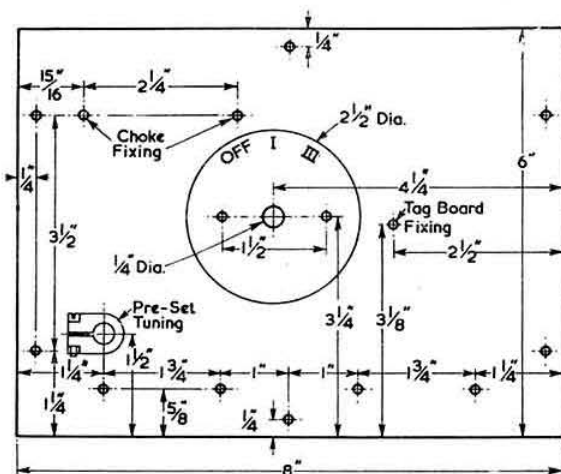 1/4"
15/16"
2 1/4"
Choke
Fixing
2 1/2" Dia.
OFF I III
6"
1/4"
4 1/4"
Tag Board
Fixing
3 1/2"
1 1/2"
2 1/2"
1/4" Dia.
Pre-Set
Tuning
3 1/4"
3 1/8"
1 1/4"
1 1/2"
1 3/4"
1"
1"
1 3/4"
1 1/4"
1 1/4"
5/8"
1/4"
8"